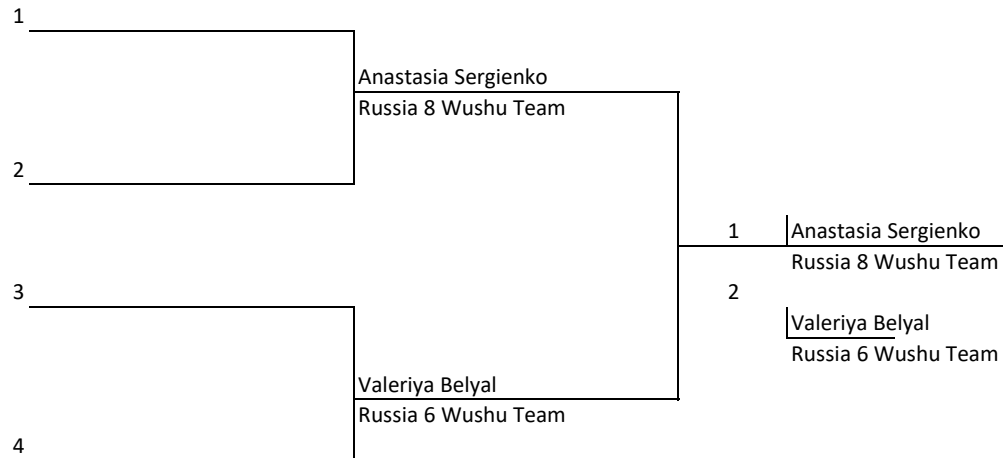 1
Anastasia Sergienko
Russia 8 Wushu Team
2
1
Anastasia Sergienko
Russia 8 Wushu Team
3
2
Valeriya Belyal
Russia 6 Wushu Team
Valeriya Belyal
Russia 6 Wushu Team
4